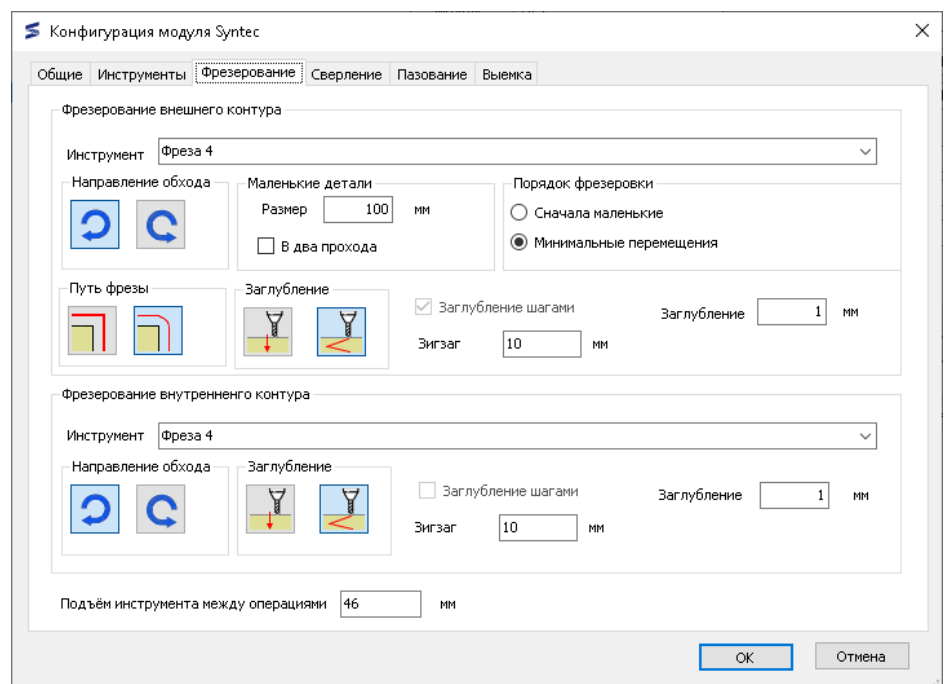 Конфигурация модуля Syntec
Общие Инструменты Фрезерование Сверление Пазование Выемка
Фрезерование внешнего контура
Инструмент Фреза 4
Направление обхода Маленькие детали Порядок фрезеровки
Размер 100 мм Сначала маленькие
В два прохода Минимальные перемещения
Путь фрезы Заглубление
Заглубление шагами Заглубление 1 мм
Зигзаг 10 мм
Фрезерование внутренненго контура
Инструмент Фреза 4
Направление обхода Заглубление
Заглубление шагами Заглубление 1 мм
Зигзаг 10 мм
Подъём инструмента между операциями 46 мм
OK Отмена